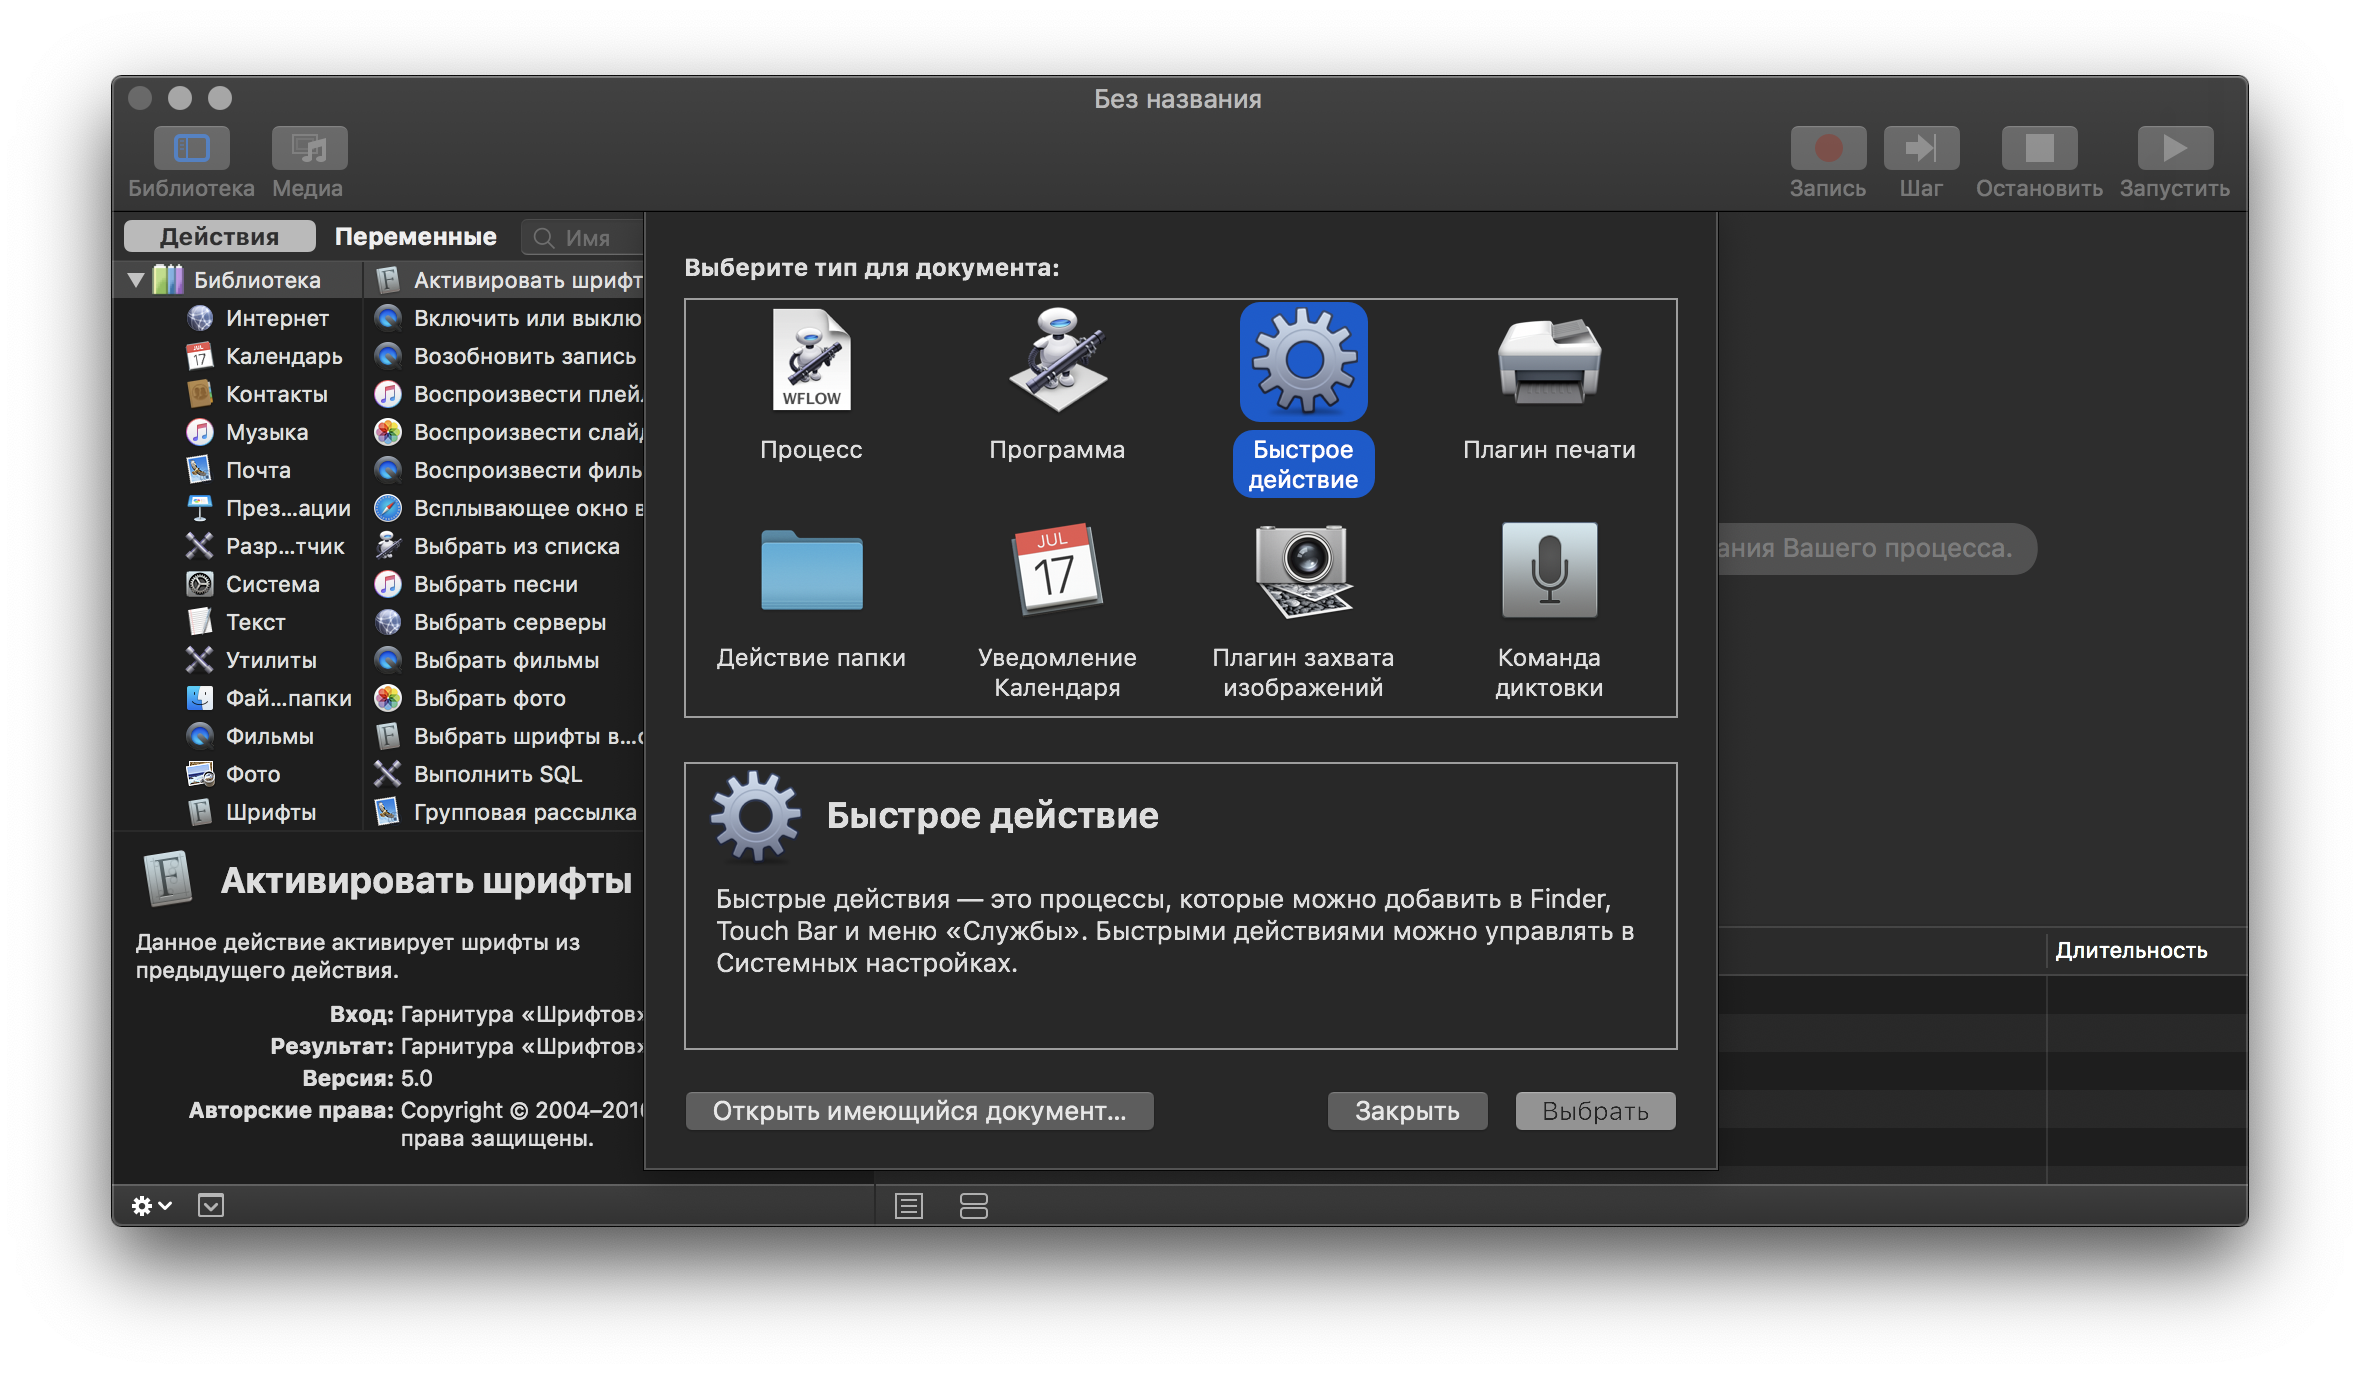 Без названия
Библиотека
Медиа
Запись
Шаг
Остановить
Запустить
Действия
Переменные
Имя
Библиотека
Интернет
Календарь
Контакты
Музыка
Почта
През...ации
Разр...тчик
Система
Текст
Утилиты
Фай...папки
Фильмы
Фото
Шрифты
Активировать шрифт
Включить или выклю
Возобновить запись
Воспроизвести плей
Воспроизвести слай
Воспроизвести филь
Всплывающее окно в
Выбрать из списка
Выбрать песни
Выбрать серверы
Выбрать фильмы
Выбрать фото
Выбрать шрифты в...
Выполнить SQL
Групповая рассылка
Активировать шрифты
Данное действие активирует шрифты из
предыдущего действия.
Вход: Гарнитура «Шрифтов»
Результат: Гарнитура «Шрифтов»
Версия: 5.0
Авторские права: Copyright © 2004–201
права защищены.
Выберите тип для документа:
WFLOW
Процесс
Программа
Быстрое
действие
Плагин печати
Действие папки
JUL
17
Уведомление
Календаря
Плагин захвата
изображений
Команда
диктовки
Быстрое действие
Быстрые действия — это процессы, которые можно добавить в Finder,
Touch Bar и меню «Службы». Быстрыми действиями можно управлять в
Системных настройках.
Открыть имеющийся документ...
Закрыть
Выбрать
ания Вашего процесса.
Длительность